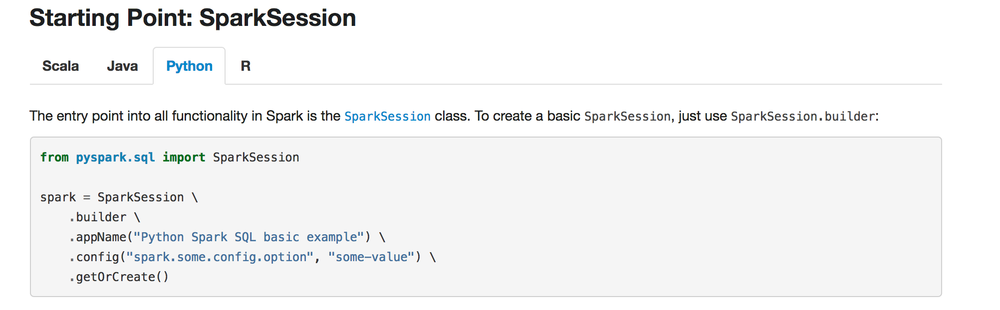 Starting Point: SparkSession
Scala Java Python R
The entry point into all functionality in Spark is the SparkSession class. To create a basic SparkSession, just use SparkSession.builder:
from pyspark.sql import SparkSession
spark = SparkSession \
    .builder \
    .appName("Python Spark SQL basic example") \
    .config("spark.some.config.option", "some-value") \
    .getOrCreate()